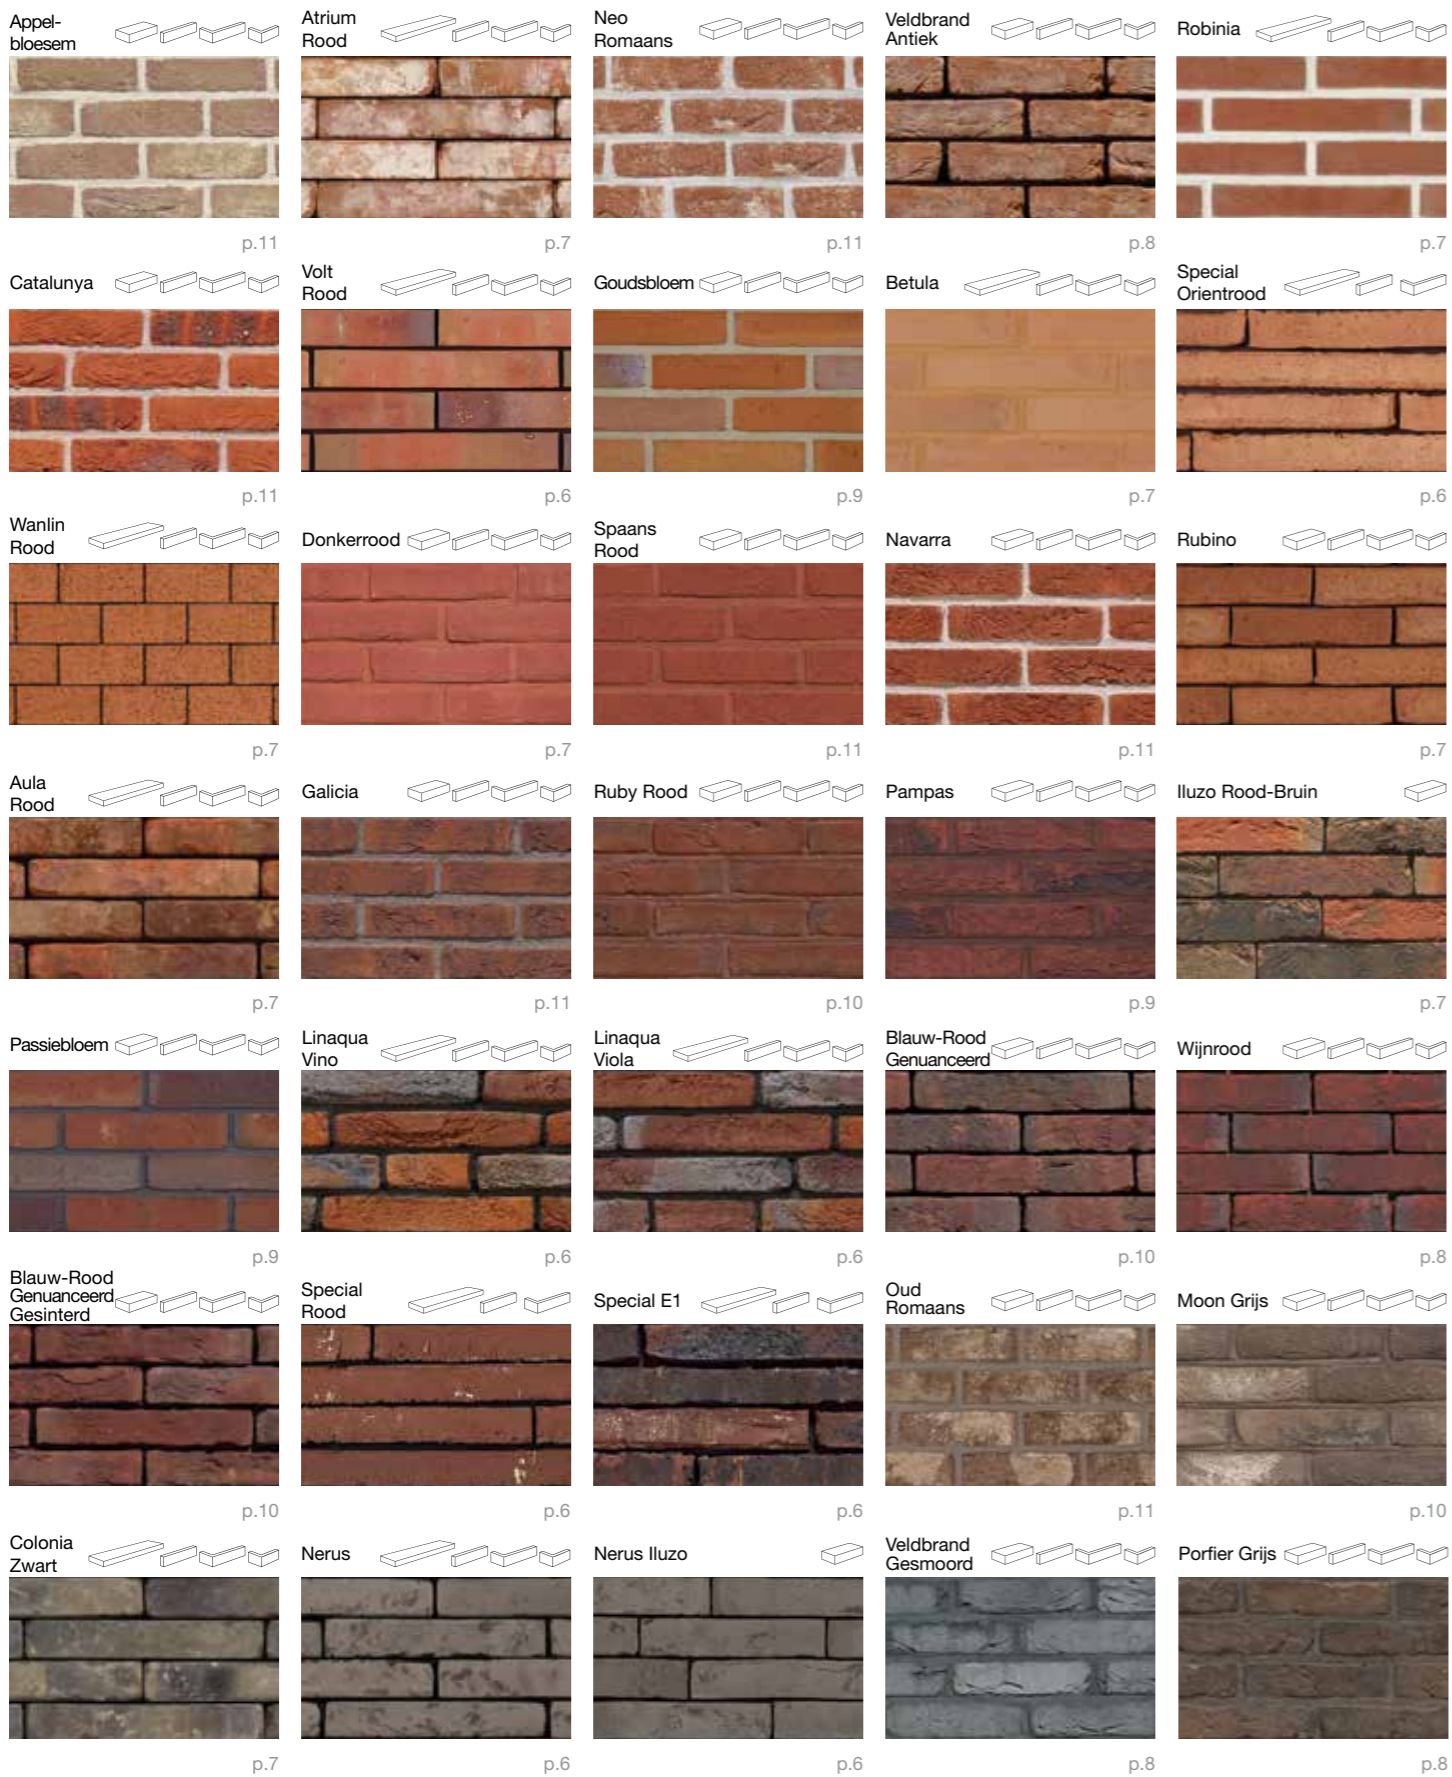 Appel-
bloesem
Atrium
Rood
Neo
Romaans
Veldbrand
Antiek
Robinia
p.11
p.7
p.11
p.8
p.7
Catalunya
Volt
Rood
Goudsbloem
Betula
Special
Orientrood
p.11
p.6
p.9
p.7
p.6
Wanlin
Rood
Donkerrood
Spaans
Rood
Navarra
Rubino
p.7
p.7
p.11
p.11
p.7
Aula
Rood
Galicia
Ruby Rood
Pampas
Iluzo Rood-Bruin
p.7
p.11
p.10
p.9
p.7
Passiebloem
Linaqua
Vino
Linaqua
Viola
Blauw-Rood
Genuanceerd
Wijnrood
p.9
p.6
p.6
p.10
p.8
Blauw-Rood
Genuanceerd
Gesinterd
Special
Rood
Special E1
Oud
Romaans
Moon Grijs
p.10
p.6
p.6
p.11
p.10
Colonia
Zwart
Nerus
Nerus Iluzo
Veldbrand
Gesmoord
Porfier Grijs
p.7
p.6
p.6
p.8
p.8